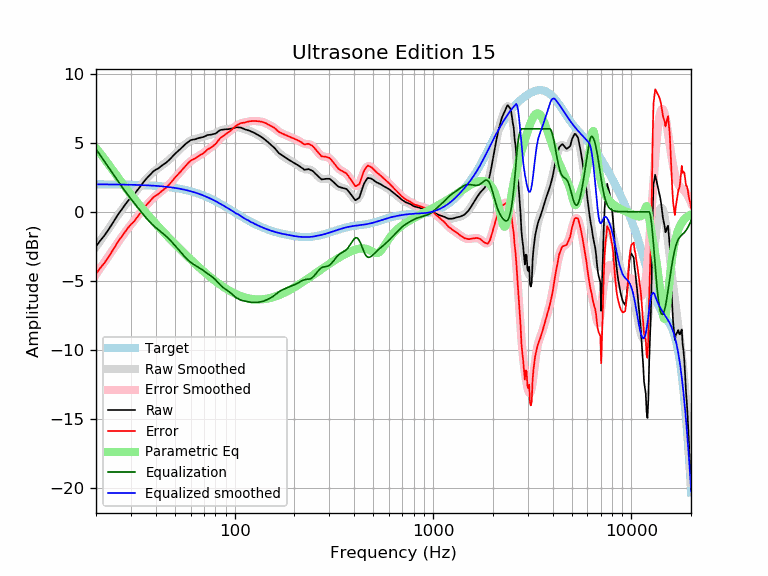 Ultrasone Edition 15
10
5
0
−5
−10
−15
−20
Amplitude (dBr)
Target
Raw Smoothed
Error Smoothed
Raw
Error
Parametric Eq
Equalization
Equalized smoothed
100
1000
10000
Frequency (Hz)